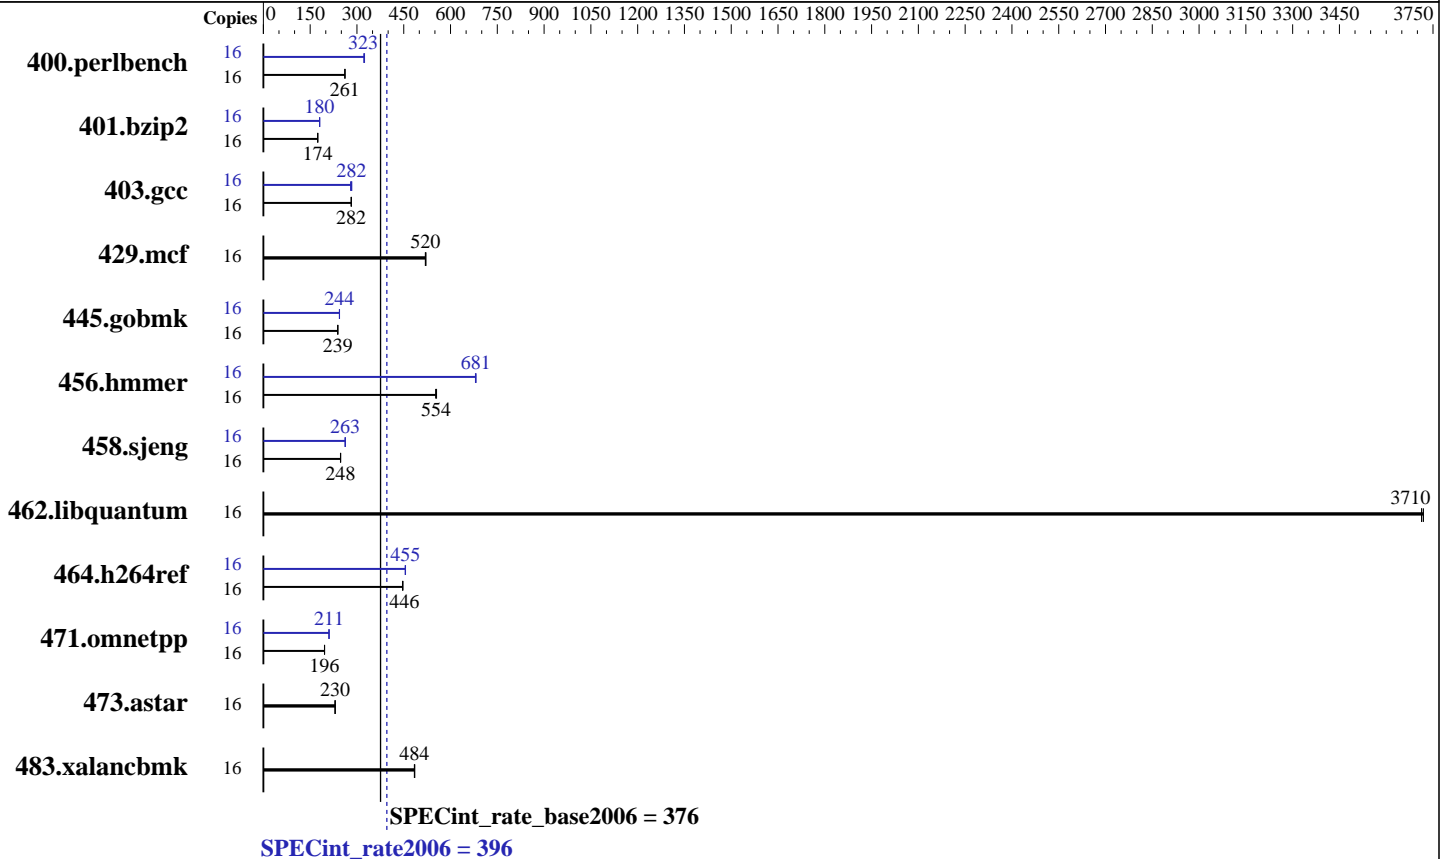 Copies 0 150 300 450 600 750 900 1050 1200 1350 1500 1650 1800 1950 2100 2250 2400 2550 2700 2850 3000 3150 3300 3450 3750
16 323
400.perlbench
16 261
16 180
401.bzip2
16 174
16 282
403.gcc
16 282
520
429.mcf 16
16 244
445.gobmk
16 239
16 681
456.hmmer
16 554
16 263
458.sjeng
16 248
3710
462.libquantum 16
16 455
464.h264ref
16 446
16 211
471.omnetpp
16 196
230
473.astar 16
484
483.xalancbmk 16
SPECint_rate_base2006 = 376
SPECint_rate2006 = 396